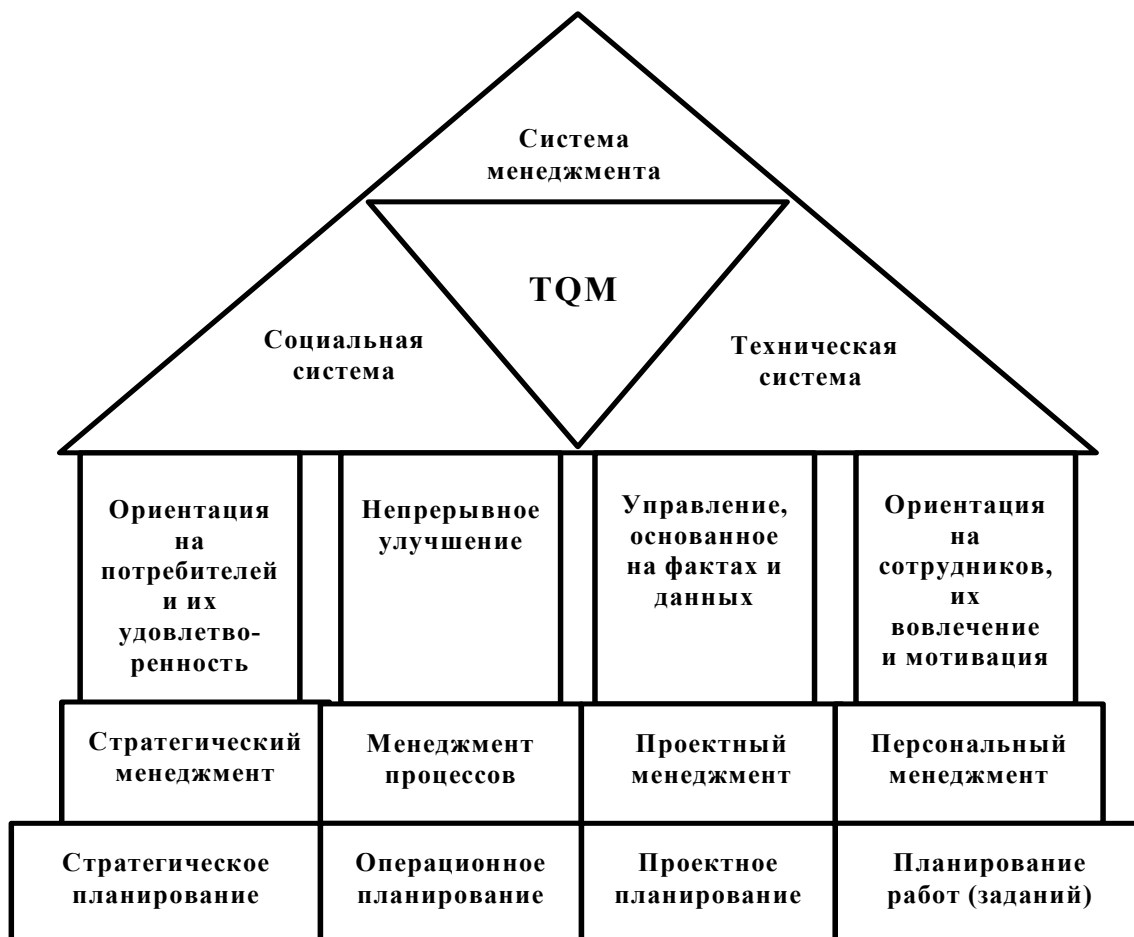 Система
менеджмента
TQM
Социальная
система
Техническая
система
Ориентация
на
потребителей
и их
удовлетво-
ренность
Непрерывное
улучшение
Управление,
основанное
на фактах и
данных
Ориентация
на
сотрудников,
их
вовлечение
и мотивация
Стратегический
менеджмент
Менеджмент
процессов
Проектный
менеджмент
Персональный
менеджмент
Стратегическое
планирование
Операционное
планирование
Проектное
планирование
Планирование
работ (заданий)